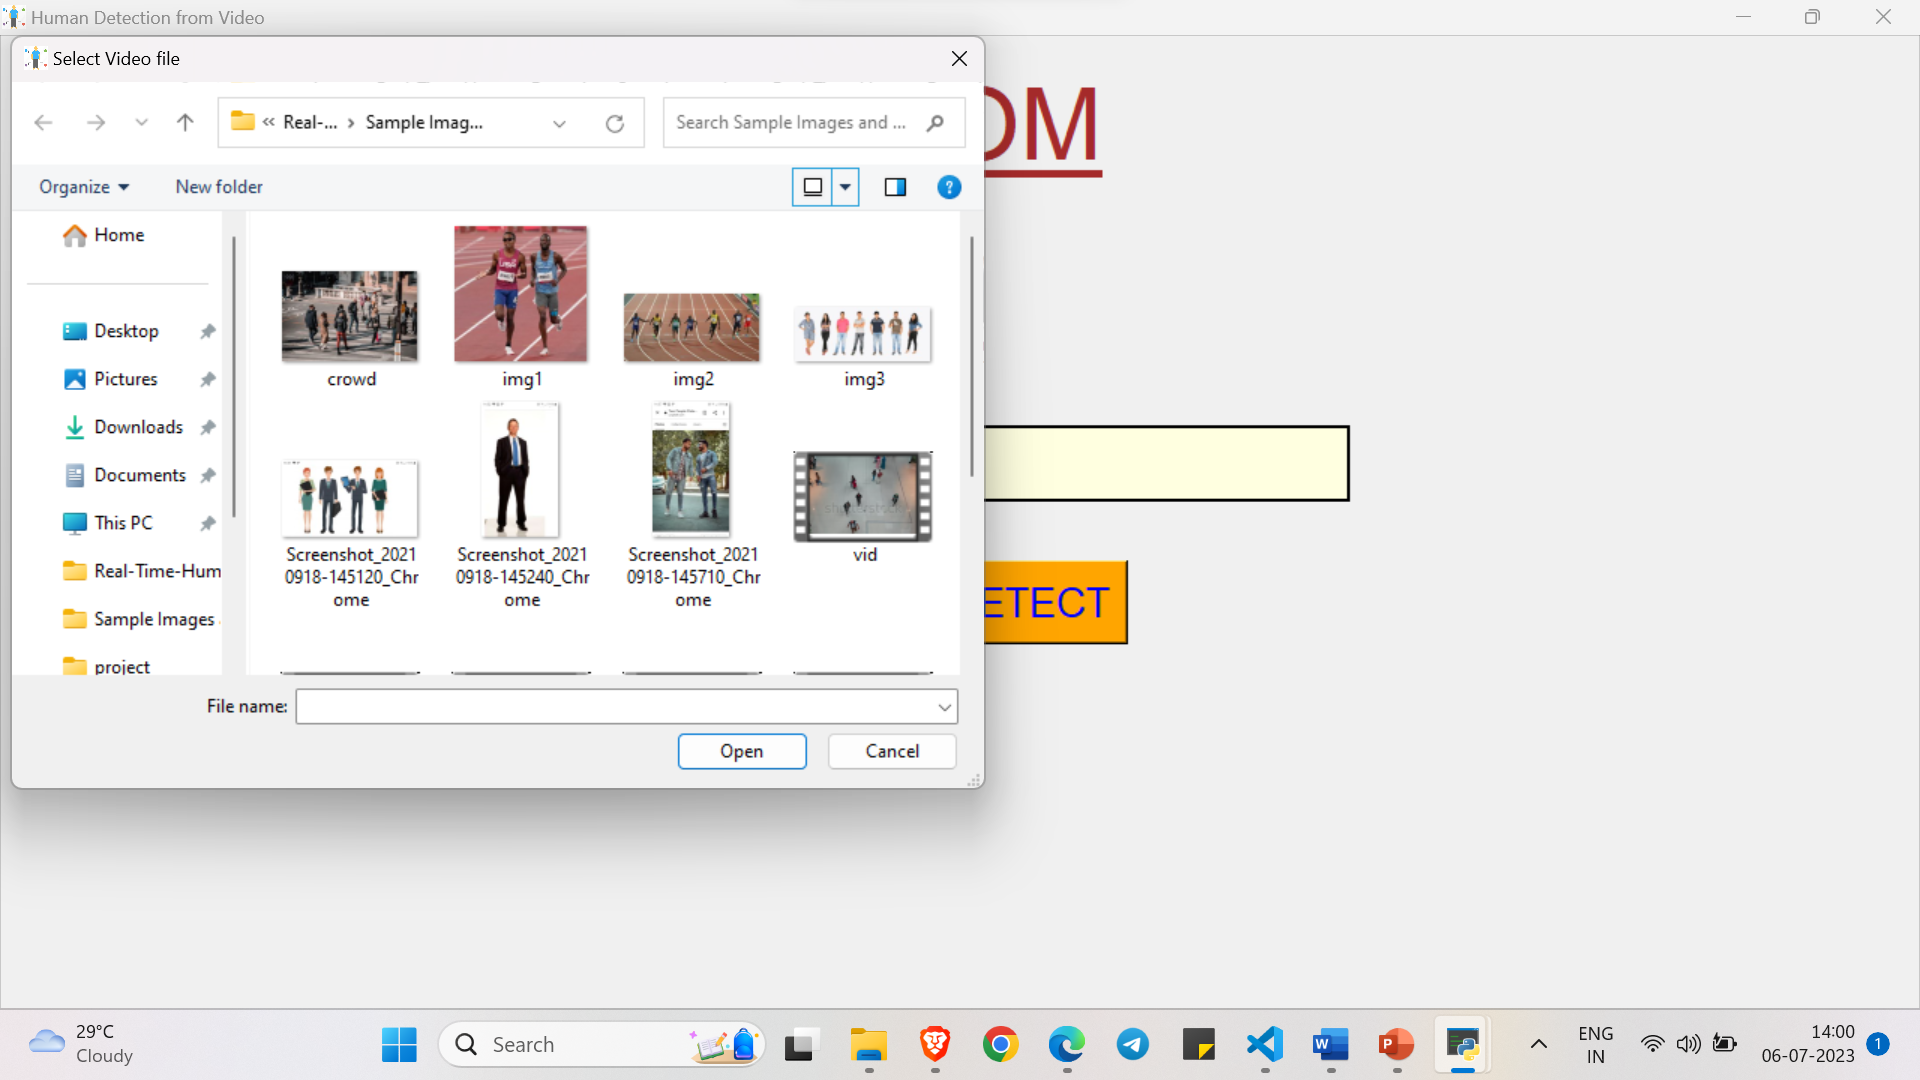 Human Detection from Video
Select Video file
« Real-... › Sample Imag...
Search Sample Images and ...
OM
Organize
New folder
Home
Desktop
Pictures
Downloads
Documents
This PC
Real-Time-Hum
Sample Images
project
crowd
img1
img2
img3
Screenshot_2021
0918-145120_Chr
ome
Screenshot_2021
0918-145240_Chr
ome
Screenshot_2021
0918-145710_Chr
ome
vid
ETECT
File name:
Open
Cancel
29°C
Cloudy
Search
ENG
IN
14:00
06-07-2023
1